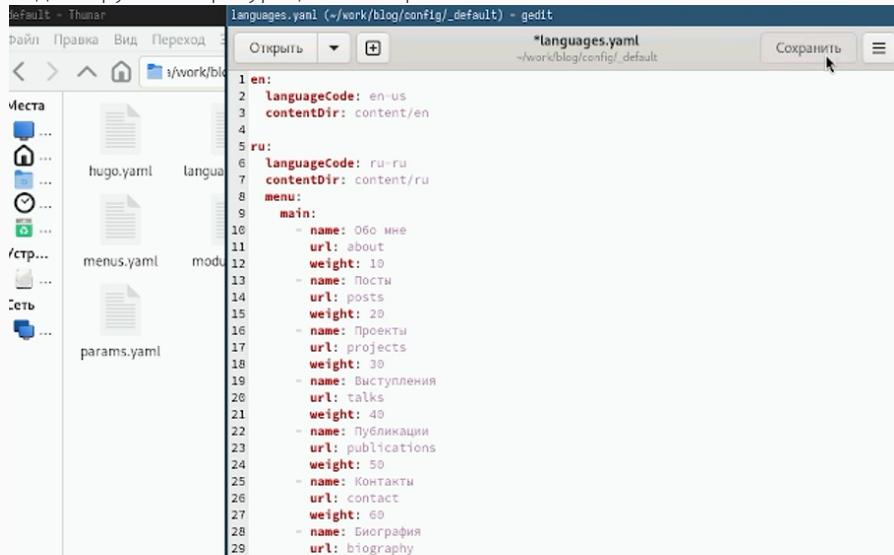 default - Thunar
Файл Правка Вид Переход
a/work/blo
Места
...
...
...
...
...
Устр...
...
Сеть
...
hugo.yaml
langua
menus.yaml
modu
params.yaml
languages.yaml (~/work/blog/config/_default) - gedit
Открыть
*languages.yaml
~/work/blog/config/_default
Сохранить
1 en:
2 languageCode: en-us
3 contentDir: content/en
4
5 ru:
6 languageCode: ru-ru
7 contentDir: content/ru
8 menu:
9 main:
10 - name: Обо мне
11 url: about
12 weight: 10
13 - name: Посты
14 url: posts
15 weight: 20
16 - name: Проекты
17 url: projects
18 weight: 30
19 - name: Выступления
20 url: talks
21 weight: 40
22 - name: Публикации
23 url: publications
24 weight: 50
25 - name: Контакты
26 url: contact
27 weight: 60
28 - name: Биография
29 url: biography